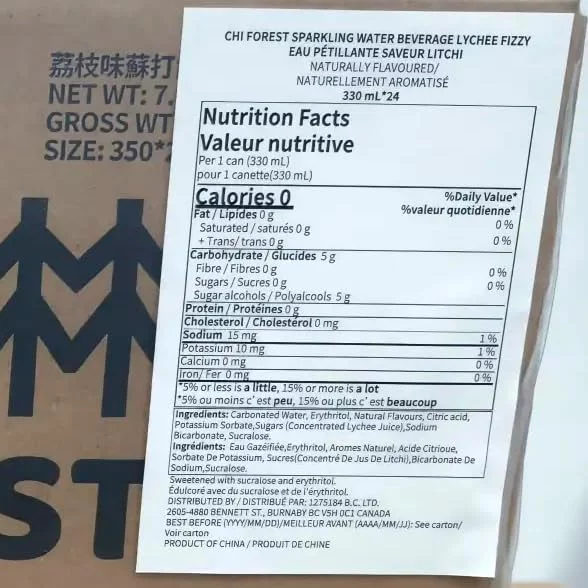 荔枝味蘇打
NET WT: 7.
GROSS WT
SIZE: 350*
ST
CHI FOREST SPARKLING WATER BEVERAGE LYCHEE FIZZY
EAU PÉTILLANTE SAVEUR LITCHI
NATURALLY FLAVOURED/
NATURELLEMENT AROMATISÉ
330 mL*24
Nutrition Facts
Valeur nutritive
Per 1 can (330 mL)
pour 1 canette(330 mL)
Calories 0
%Daily Value*
%valeur quotidienne*
Fat / Lipides 0 g 0 %
Saturated / saturés 0 g
+ Trans/ trans 0 g 0 %
Carbohydrate / Glucides 5 g
Fibre / Fibres 0 g 0 %
Sugars / Sucres 0 g 0 %
Sugar alcohols / Polyalcools 5 g
Protein / Protéines 0 g
Cholesterol / Cholestérol 0 mg
Sodium 15 mg 1 %
Potassium 10 mg 1 %
Calcium 0 mg 0 %
Iron/ Fer 0 mg 0 %
*5% or less is a little, 15% or more is a lot
*5% ou moins c' est peu, 15% ou plus c' est beaucoup
Ingredients: Carbonated Water, Erythritol, Natural Flavours, Citric acid,
Potassium Sorbate,Sugars (Concentrated Lychee Juice),Sodium
Bicarbonate, Sucralose.
Ingrédients: Eau Gazéifiée,Erythritol, Aromes Naturel, Acide Citrioue,
Sorbate De Potassium, Sucres(Concentré De Jus De Litchi),Bicarbonate De
Sodium,Sucralose.
Sweetened with sucralose and erythritol.
Édulcoré avec du sucralose et de l'érythritol.
DISTRIBUTED BY / DISTRIBUÉ PAR: 1275184 B.C. LTD.
2605-4880 BENNETT ST., BURNABY BC V5H 0C1 CANADA
BEST BEFORE (YYYY/MM/DD)/MEILLEUR AVANT (AAAA/MM/JJ): See carton/
Voir carton
PRODUCT OF CHINA / PRODUIT DE CHINE